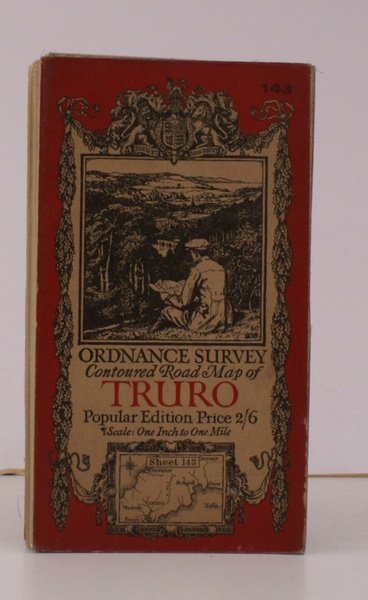 143
ORDNANCE SURVEY
Contoured Road Map of
TRURO
Popular Edition Price 2/6
Scale: One Inch to One Mile
Sheet 143